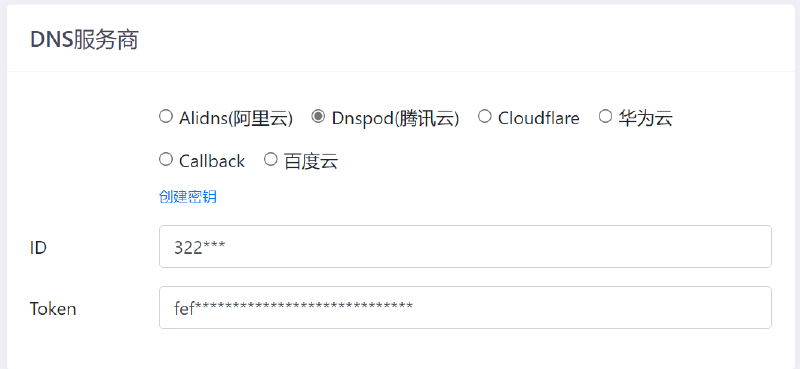 DNS服务商
Alidns(阿里云) Dnspod(腾讯云) Cloudflare 华为云
Callback 百度云
创建密钥
ID 322***
Token fef*****************************